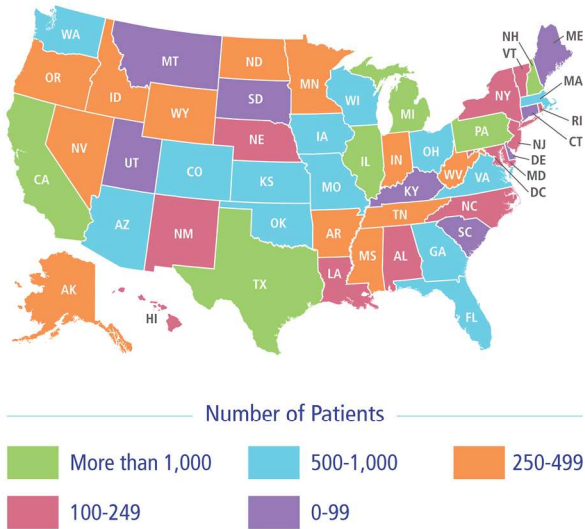 WA
MT
ND
MN
OR
ID
WY
SD
WI
MI
NH
VT
ME
NY
MA
RI
CT
NJ
DE
MD
DC
PA
NV
UT
CO
NE
IA
IL
IN
OH
WV
VA
CA
KS
MO
KY
NC
TN
SC
AZ
NM
OK
AR
MS
AL
GA
LA
TX
FL
AK
HI
Number of Patients
More than 1,000
500-1,000
250-499
100-249
0-99